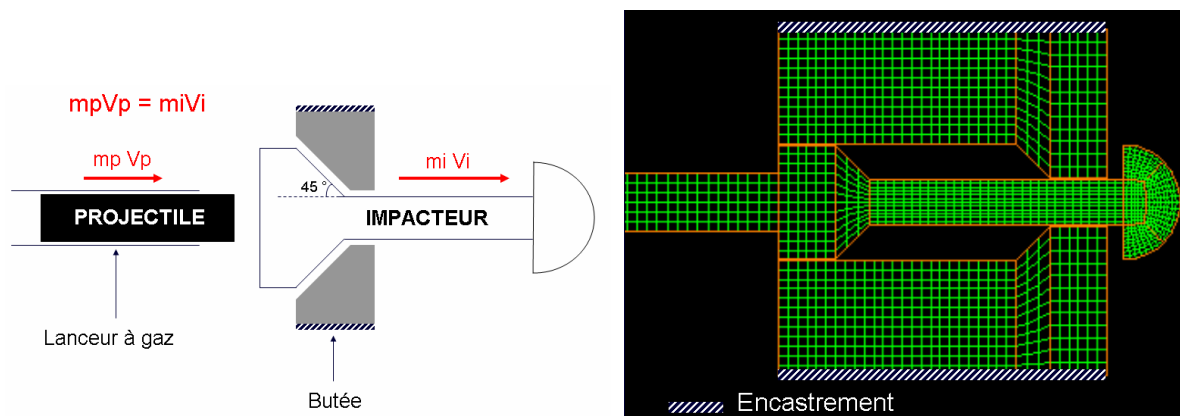 mpVp = miVi
mp Vp
mi Vi
45 °
PROJECTILE
IMPACTEUR
Lanceur à gaz
Butée
Encastrement